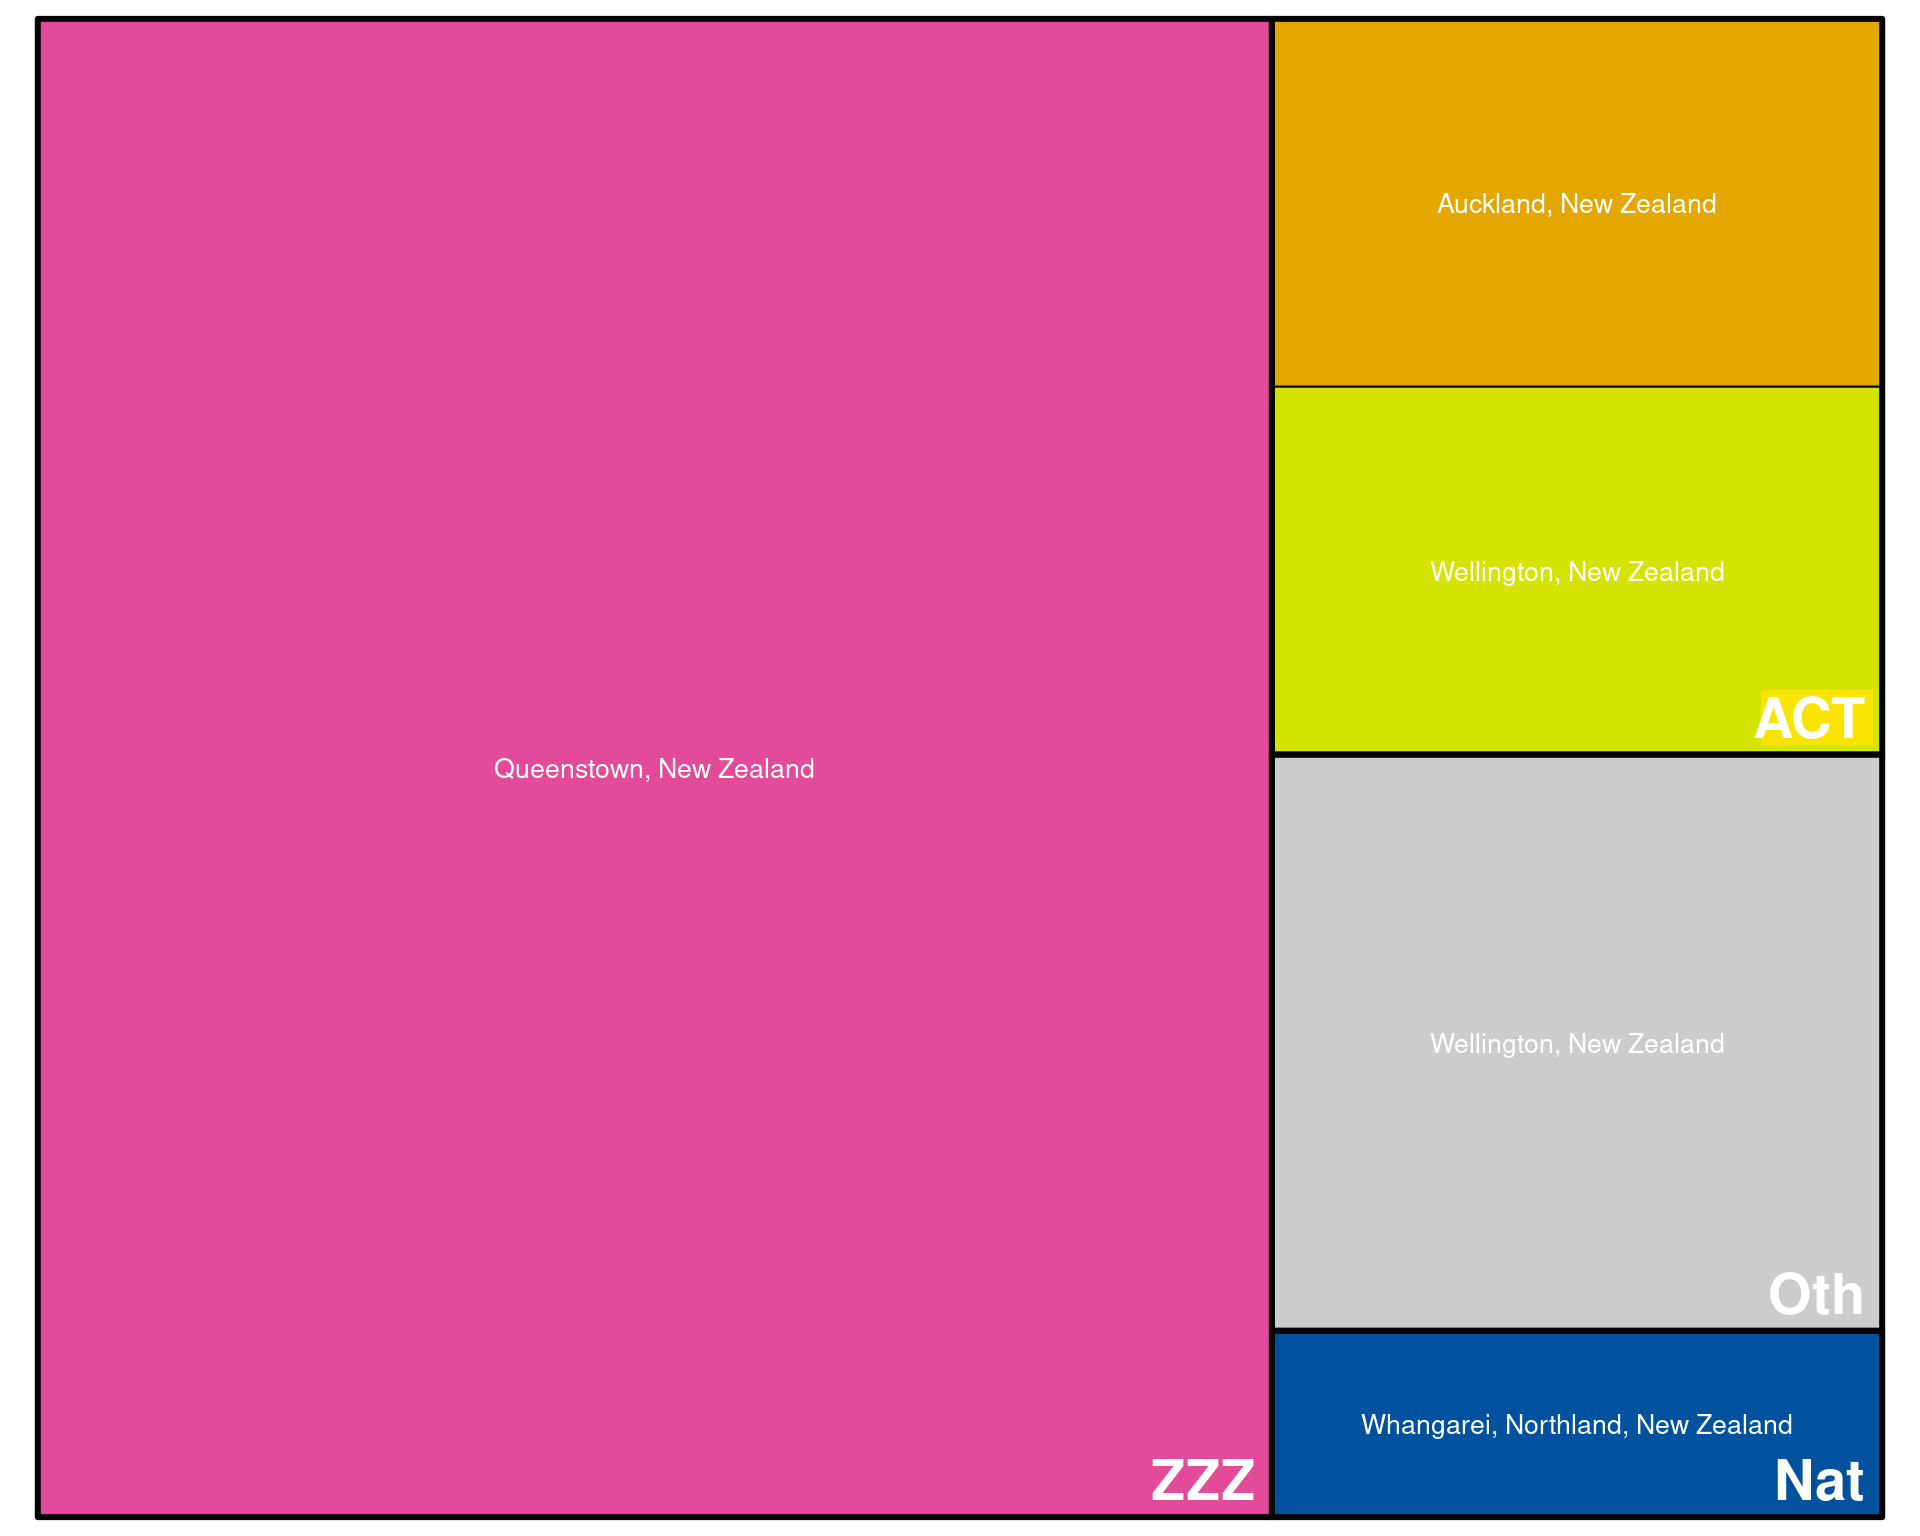 Queenstown, New Zealand
ZZZ
Auckland, New Zealand
Wellington, New Zealand
ACT
Wellington, New Zealand
Oth
Whangarei, Northland, New Zealand
Nat